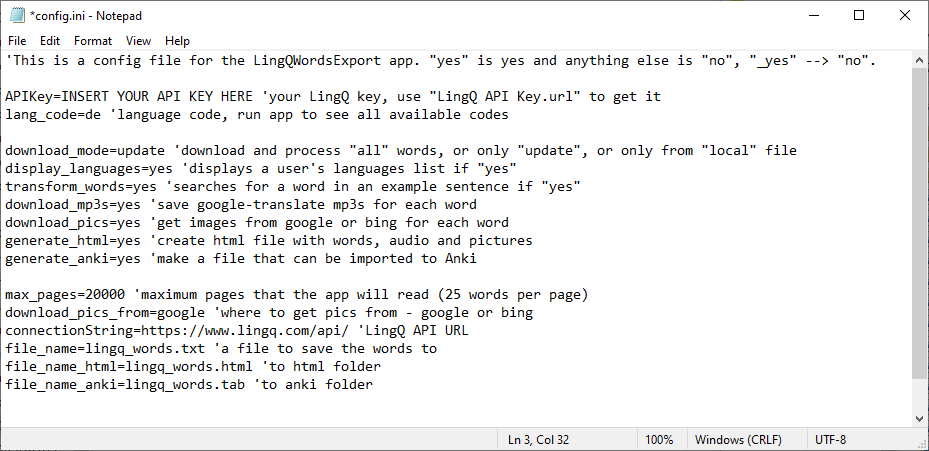 *config.ini - Notepad
File Edit Format View Help
'This is a config file for the LingQWordsExport app. "yes" is yes and anything else is "no", "_yes" --> "no".
APIKey=INSERT YOUR API KEY HERE 'your LingQ key, use "LingQ API Key.url" to get it
lang_code=de 'language code, run app to see all available codes
download_mode=update 'download and process "all" words, or only "update", or only from "local" file
display_languages=yes 'displays a user's languages list if "yes"
transform_words=yes 'searches for a word in an example sentence if "yes"
download_mp3s=yes 'save google-translate mp3s for each word
download_pics=yes 'get images from google or bing for each word
generate_html=yes 'create html file with words, audio and pictures
generate_anki=yes 'make a file that can be imported to Anki
max_pages=20000 'maximum pages that the app will read (25 words per page)
download_pics_from=google 'where to get pics from - google or bing
connectionString=https://www.lingq.com/api/ 'LingQ API URL
file_name=lingq_words.txt 'a file to save the words to
file_name_html=lingq_words.html 'to html folder
file_name_anki=lingq_words.tab 'to anki folder
Ln 3, Col 32 100% Windows (CRLF) UTF-8